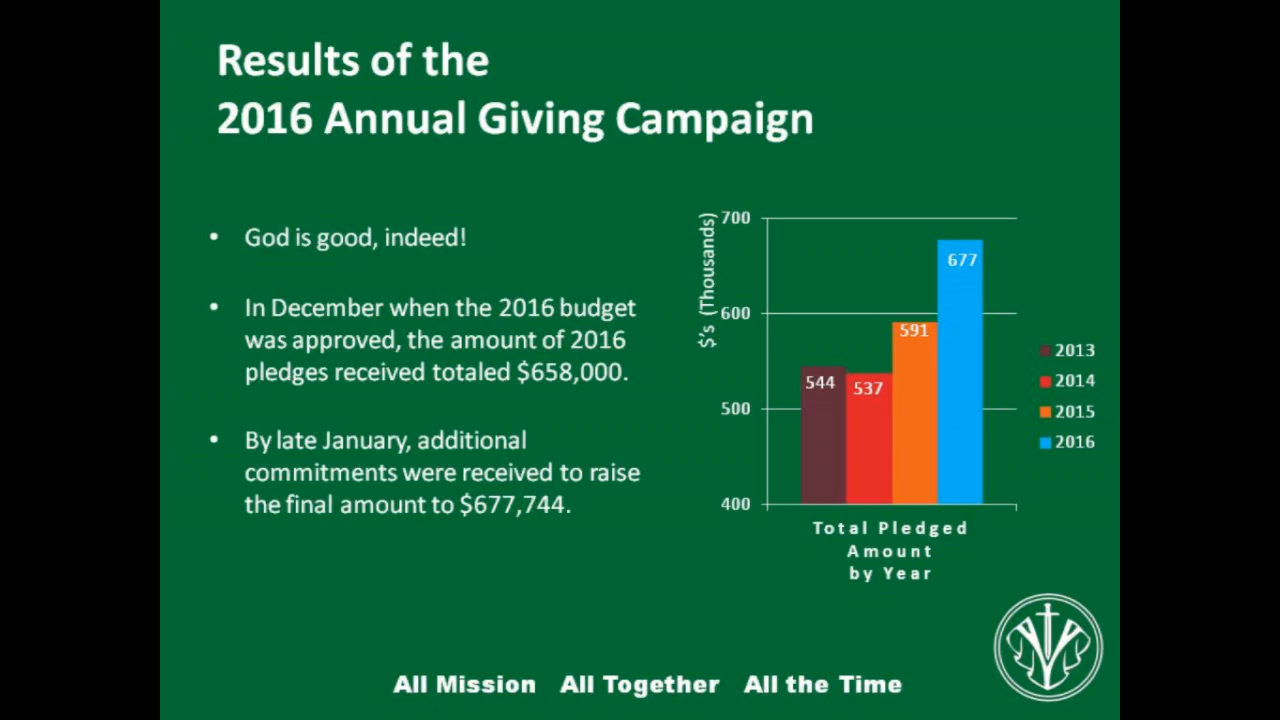 Results of the
2016 Annual Giving Campaign
• God is good, indeed!
• In December when the 2016 budget
was approved, the amount of 2016
pledges received totaled $658,000.
• By late January, additional
commitments were received to raise
the final amount to $677,744.
$'s (Thousands)
700
600
500
400
544
537
591
677
2013
2014
2015
2016
Total Pledged
Amount
by Year
All Mission All Together All the Time